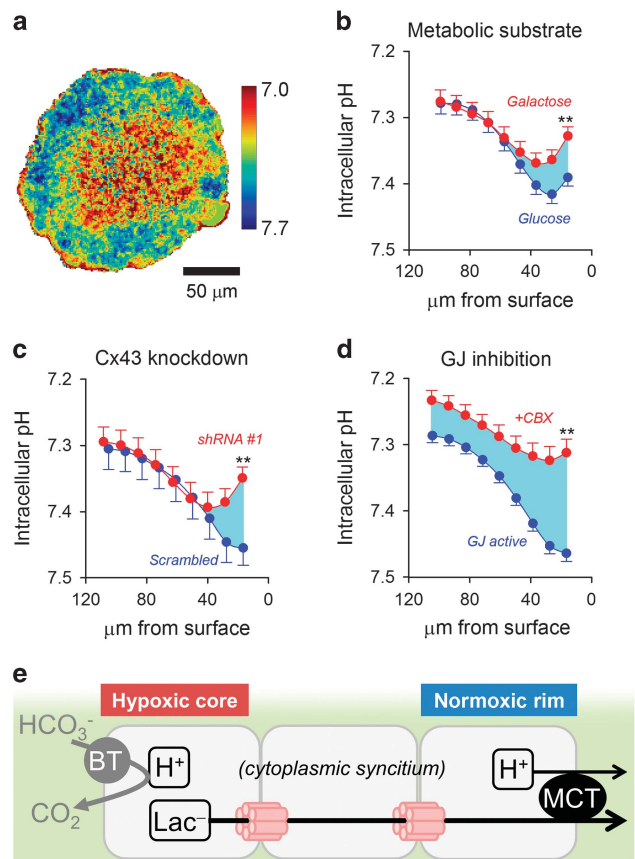 a
7.0
7.7
50 μm
b
Metabolic substrate
Intracellular pH
7.2
7.3
7.4
7.5
Galactose
**
Glucose
120
80
40
0
μm from surface
c
Cx43 knockdown
Intracellular pH
7.2
7.3
7.4
7.5
shRNA #1
**
Scrambled
120
80
40
0
μm from surface
d
GJ inhibition
Intracellular pH
7.2
7.3
7.4
7.5
+CBX
**
GJ active
120
80
40
0
μm from surface
e
Hypoxic core
Normoxic rim
HCO₃⁻
BT
H⁺
(cytoplasmic syncitium)
H⁺
CO₂
Lac⁻
MCT